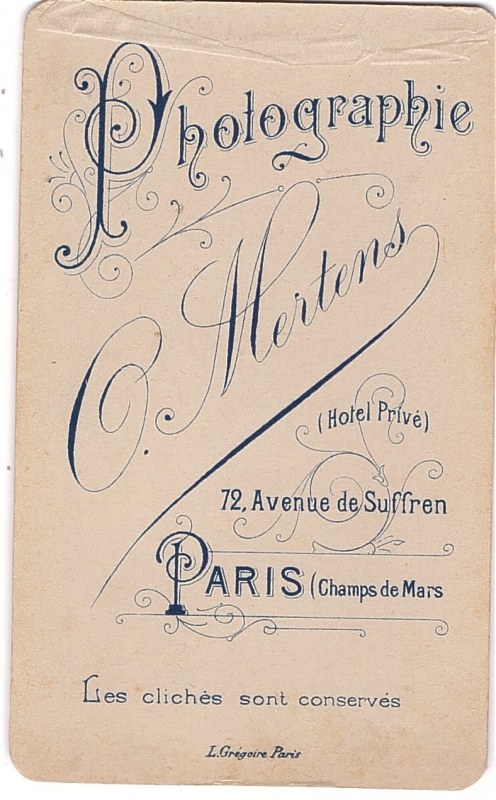 Photographie
O. Mertens
(Hotel Privé)
72, Avenue de Suffren
PARIS (Champs de Mars
Les clichés sont conservés
L. Grégoire Paris